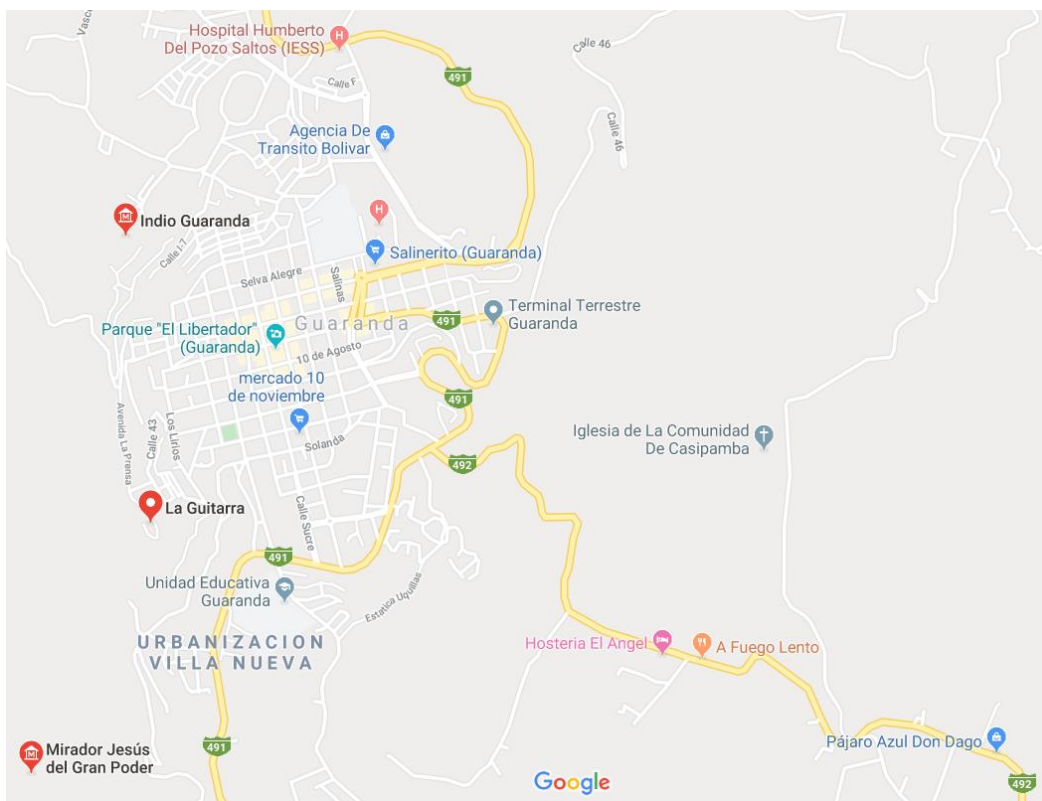 Vasco
Hospital Humberto
Del Pozo Saltos (IESS)
H
Calle 46
491
Calle F
Agencia De
Transito Bolivar
Calle 46
Indio Guaranda
H
Calle I-7
Salinerito (Guaranda)
Selva Alegre
Salinas
Terminal Terrestre
Guaranda
Guaranda
491
Parque "El Libertador"
(Guaranda)
10 de Agosto
mercado 10
de noviembre
491
Avenida La Prensa
Calle 43
Los Lirios
Solanda
Iglesia de La Comunidad
De Casipamba
492
La Guitarra
Calle Sucre
491
Unidad Educativa
Guaranda
Estatica Uquillas
URBANIZACION
VILLA NUEVA
Hosteria El Angel
A Fuego Lento
491
Mirador Jesús
del Gran Poder
Pájaro Azul Don Dago
Google
492